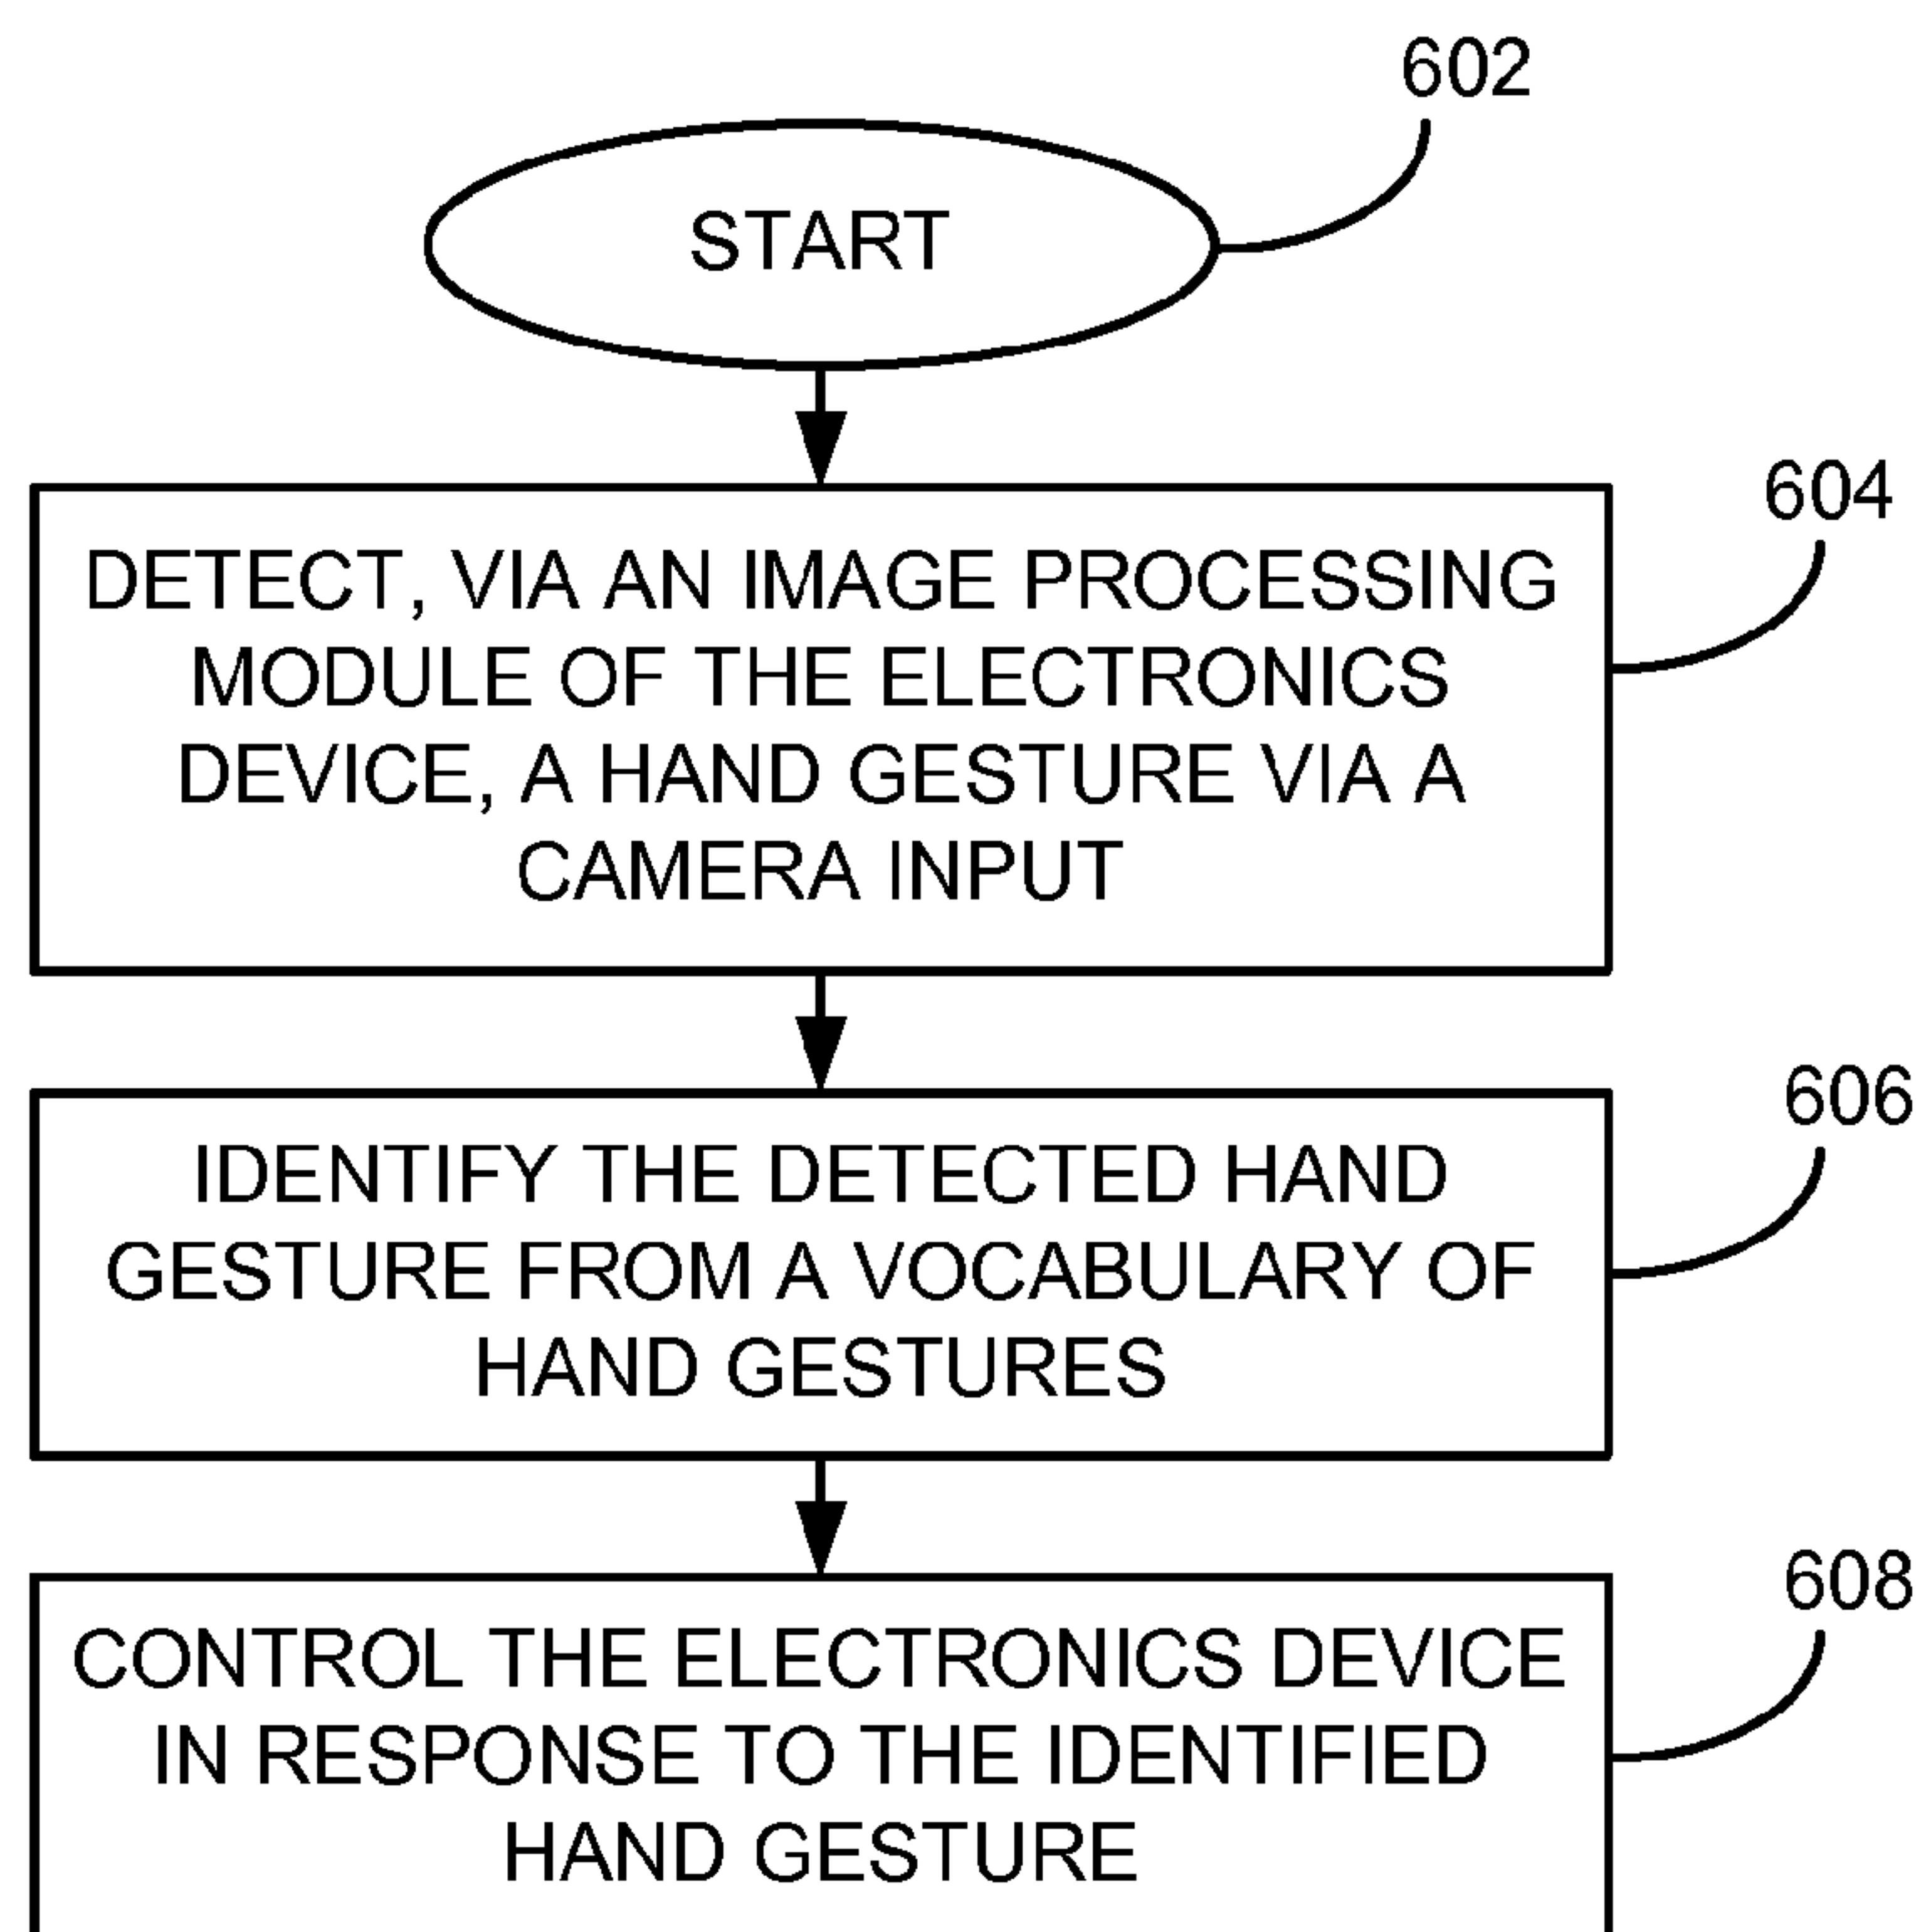 602
START
604
DETECT, VIA AN IMAGE PROCESSING
MODULE OF THE ELECTRONICS
DEVICE, A HAND GESTURE VIA A
CAMERA INPUT
606
IDENTIFY THE DETECTED HAND
GESTURE FROM A VOCABULARY OF
HAND GESTURES
608
CONTROL THE ELECTRONICS DEVICE
IN RESPONSE TO THE IDENTIFIED
HAND GESTURE